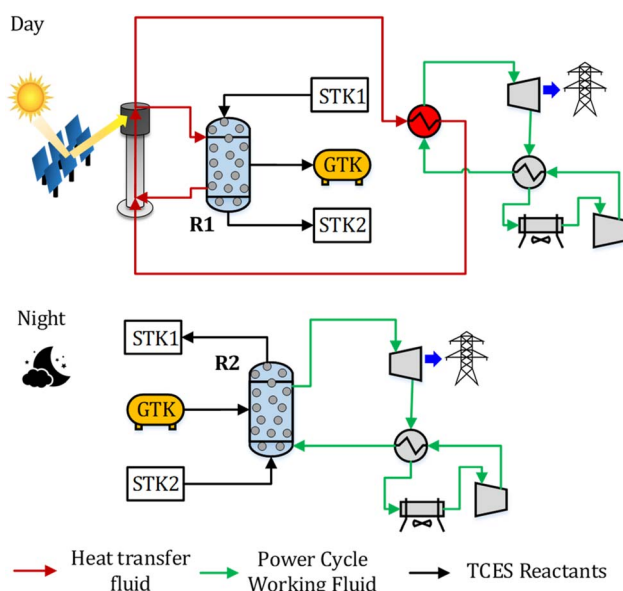 Day
STK1
GTK
R1
STK2
Night
STK1
R2
GTK
STK2
Heat transfer
fluid
Power Cycle
Working Fluid
TCES Reactants